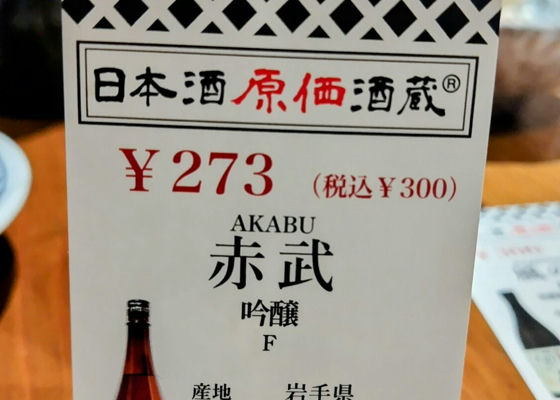 日本酒原価酒蔵®
¥273 (税込¥300)
AKABU
赤武
吟醸
F
産地 岩手県